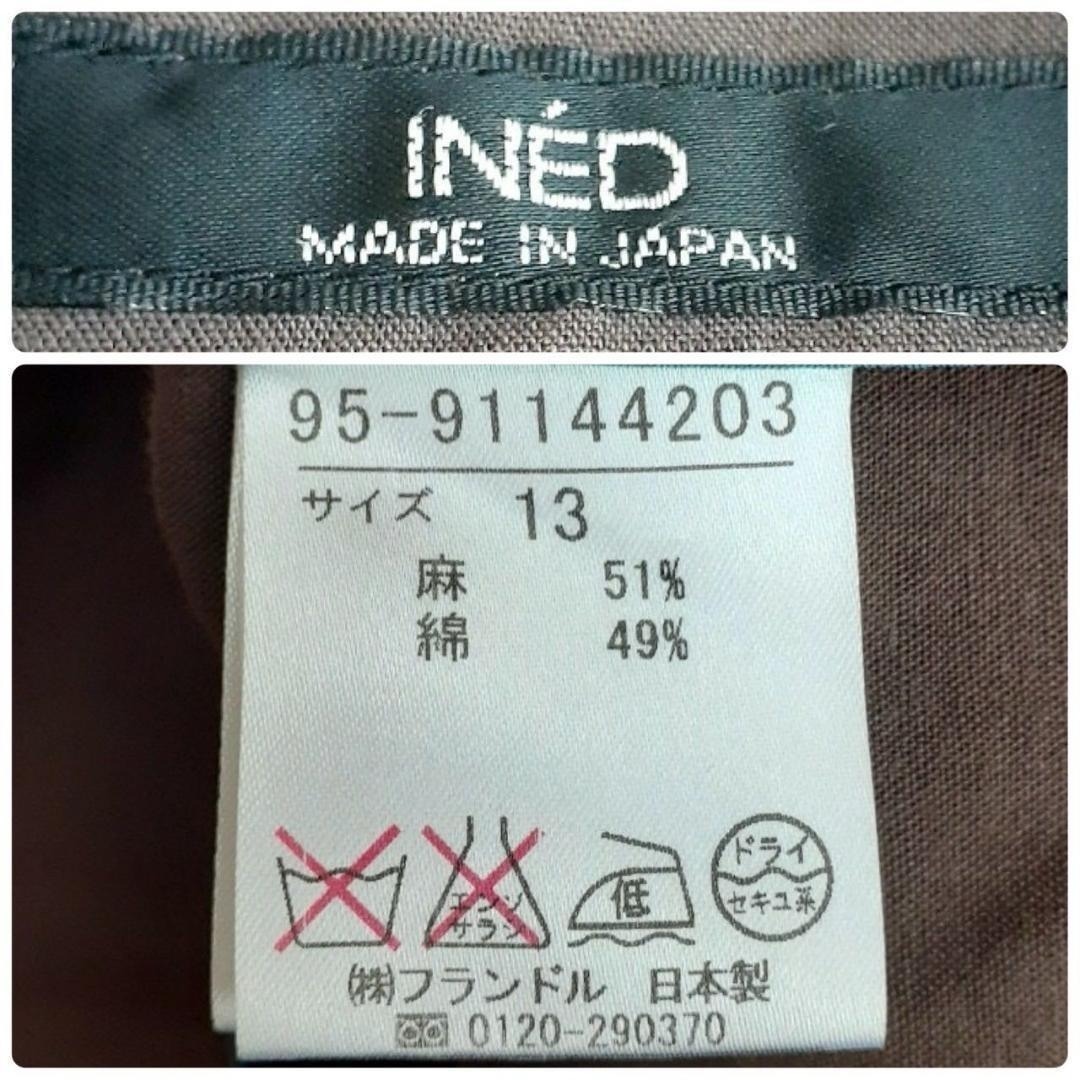 INÉD
MADE IN JAPAN
95-91144203
サイズ 13
麻 51%
綿 49%
エンソ
サラシ
低
ドライ
セキユ系
㈱フランドル 日本製
0120-290370